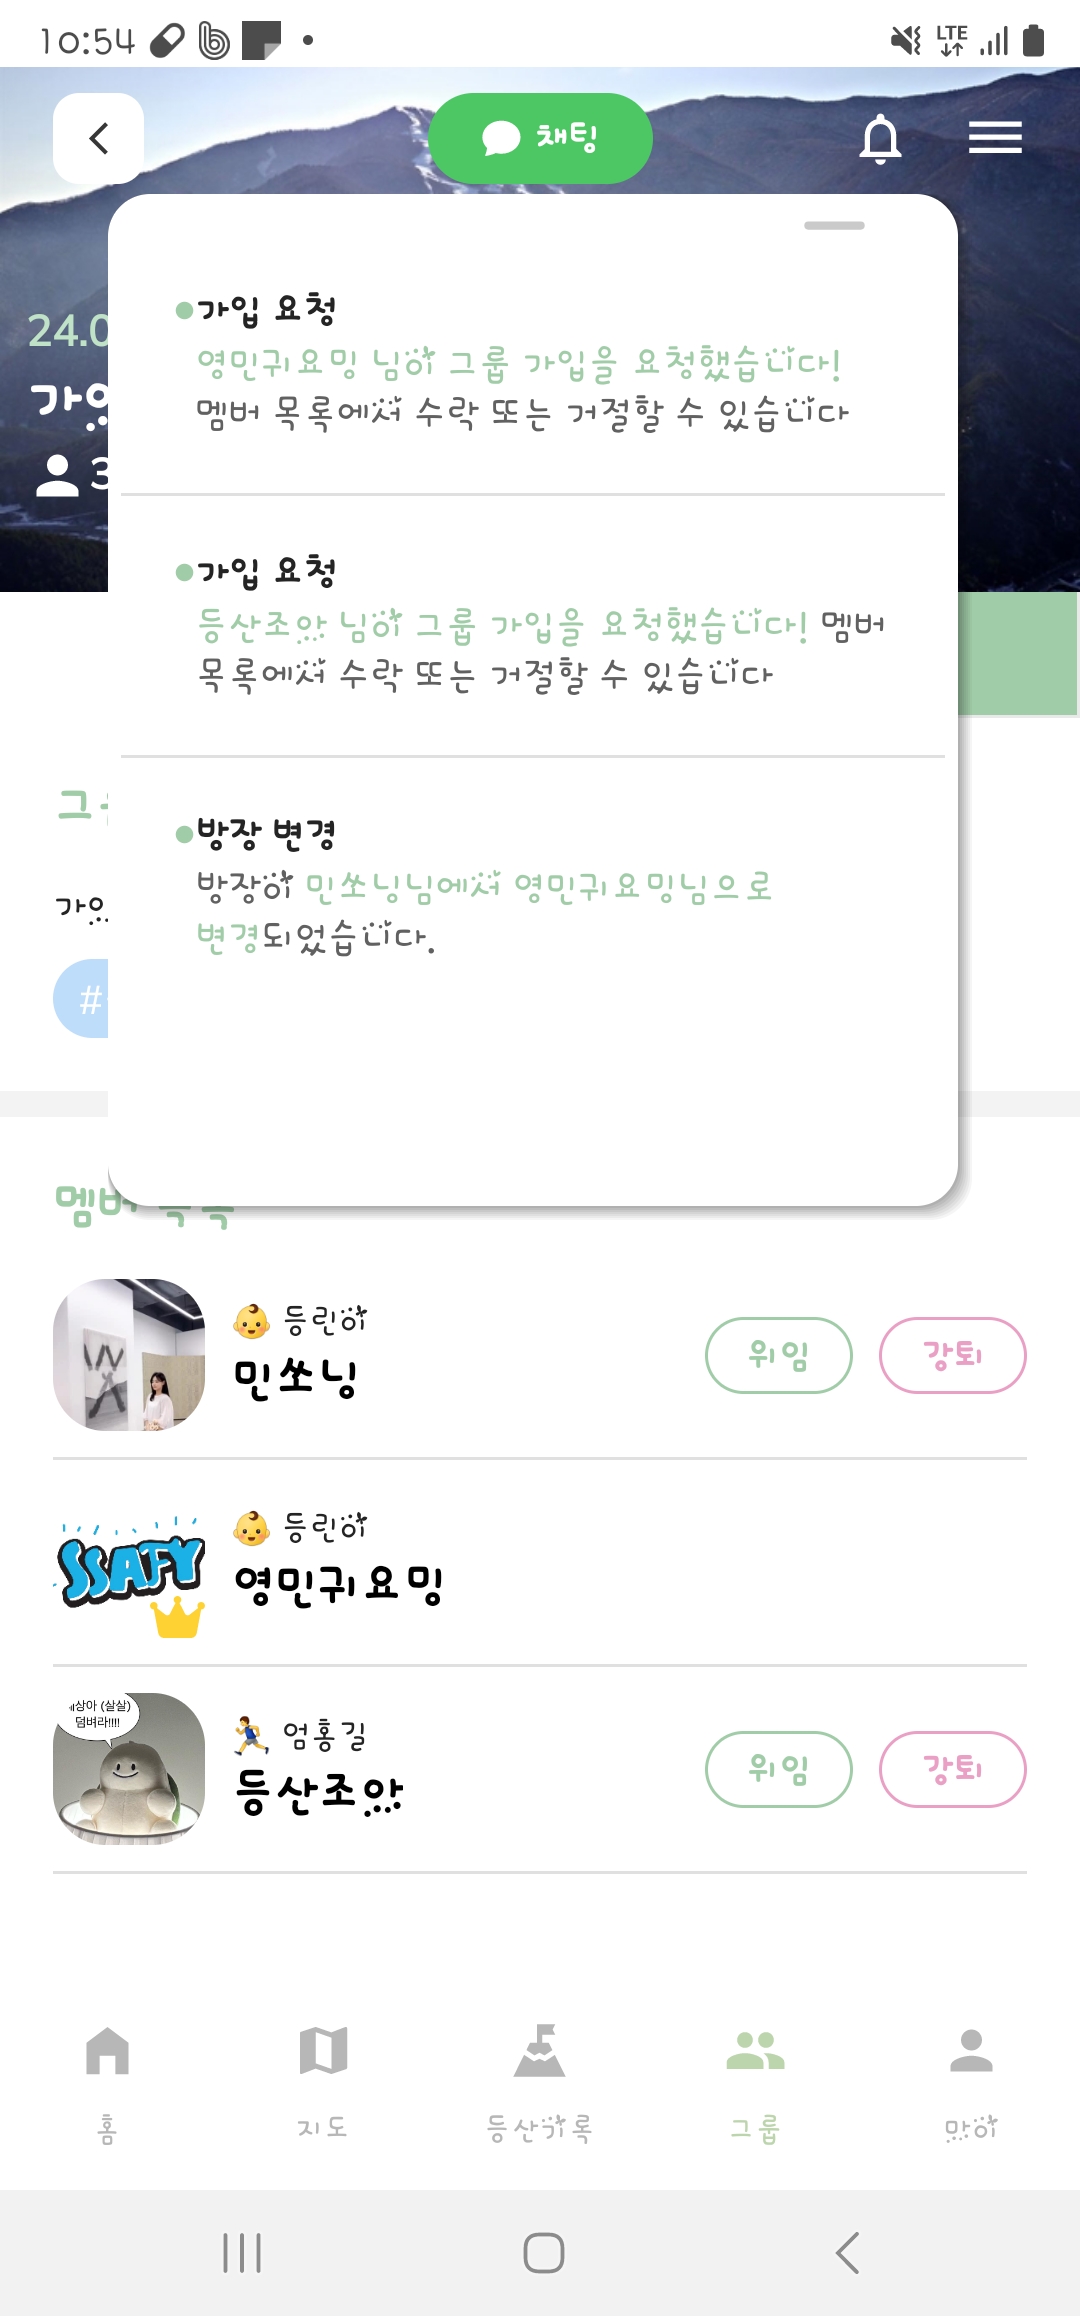 10:54
LTE
채팅
24.0
3
가입 요청
영민귀요밍 님이 그룹 가입을 요청했습니다!
멤버 목록에서 수락 또는 거절할 수 있습니다
가입 요청
등산조아 님이 그룹 가입을 요청했습니다! 멤버
목록에서 수락 또는 거절할 수 있습니다
방장 변경
방장이 민쏘닝님에서 영민귀요밍님으로
변경되었습니다.
#
멤버 목록
등린이
민쏘닝
위임
강퇴
SSAFY
등린이
영민귀요밍
상아 (살살)
덤벼라!!!!
엄홍길
등산조아
위임
강퇴
홈
지도
등산기록
그룹
마이